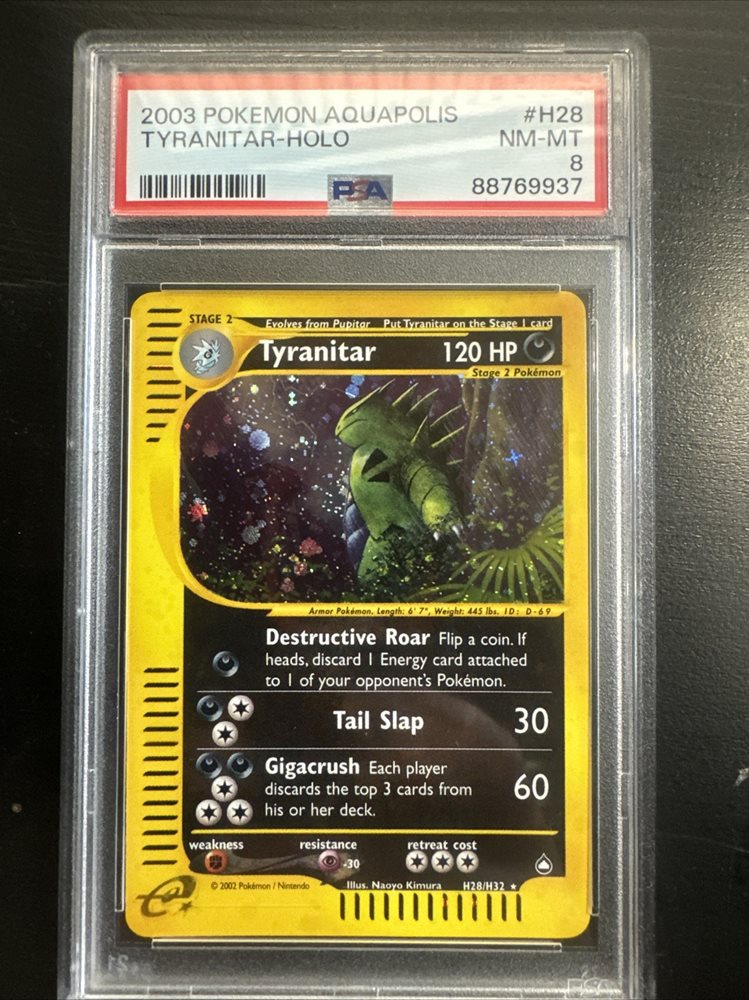 2003 POKEMON AQUAPOLIS #H28
TYRANITAR-HOLO NM-MT
8
PSA 88769937
STAGE 2 Evolves from Pupitar Put Tyranitar on the Stage 1 card
Tyranitar 120 HP
Stage 2 Pokémon
Armor Pokémon. Length: 6' 7", Weight: 445 lbs. ID: D-69
Destructive Roar Flip a coin. If
heads, discard 1 Energy card attached
to 1 of your opponent's Pokémon.
Tail Slap 30
Gigacrush Each player
discards the top 3 cards from
his or her deck.
60
weakness resistance retreat cost
-30
© 2002 Pokémon / Nintendo Illus. Naoyo Kimura H28/H32
e